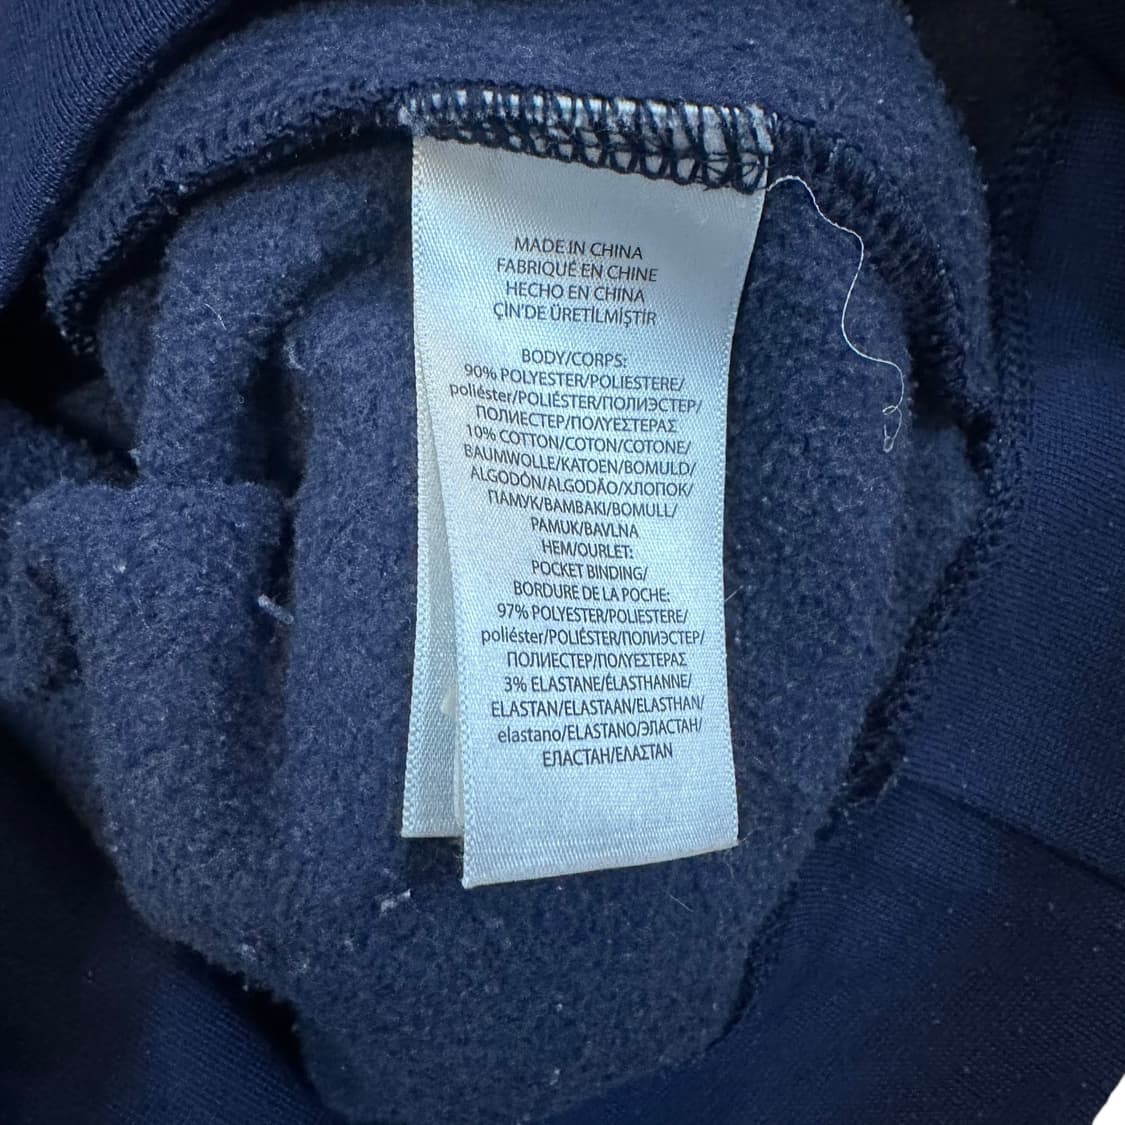 MADE IN CHINA
FABRIQUÉ EN CHINE
HECHO EN CHINA
ÇIN'DE ÜRETİLMİŞTİR
BODY/CORPS:
90% POLYESTER/POLIESTERE/
poliéster/POLIÉSTER/ПОЛИЭСТЕР/
ПОЛИЕСТЕР/ΠΟΛΥΕΣΤΕΡΑΣ
10% COTTON/COTON/COTONE/
BAUMWOLLE/KATOEN/BOMULD/
ALGODÓN/ALGODÃO/ХЛОПОК/
ПАМУК/BAMBAKI/BOMULL/
PAMUK/BAVLNA
HEM/OURLET:
POCKET BINDING/
BORDURE DE LA POCHE:
97% POLYESTER/POLIESTERE/
poliéster/POLIÉSTER/ПОЛИЭСТЕР/
ПОЛИЕСТЕР/ΠΟΛΥΕΣΤΕΡΑΣ
3% ELASTANE/ÉLASTHANNE/
ELASTAN/ELASTAAN/ELASTHAN/
elastano/ELASTANO/ЭЛАСТАН/
ЕЛАСТАН/ΕΛΑΣΤΑΝ